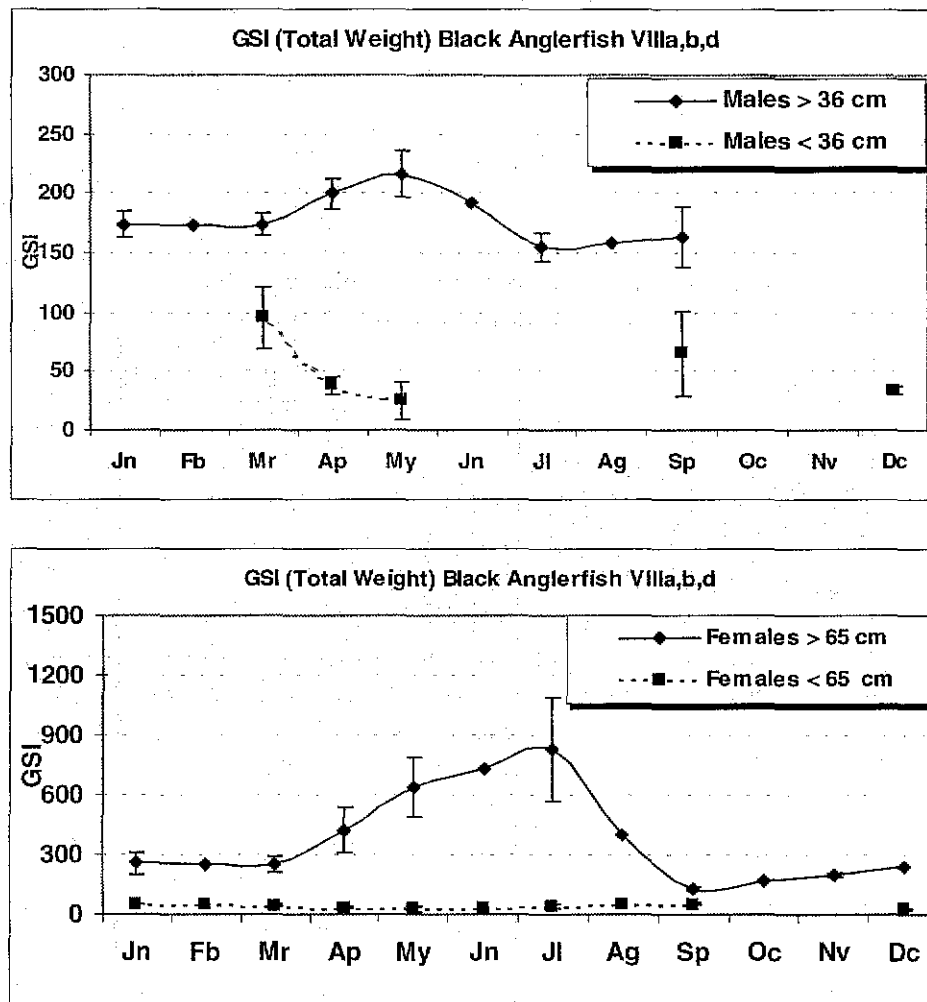 GSI (Total Weight) Black Anglerfish VIIIa,b,d
300
250
200
150
100
50
0
GSI
Males > 36 cm
Males < 36 cm
Jn Fb Mr Ap My Jn Jl Ag Sp Oc Nv Dc
GSI (Total Weight) Black Anglerfish VIIIa,b,d
1500
1200
900
600
300
0
GSI
Females > 65 cm
Females < 65 cm
Jn Fb Mr Ap My Jn Jl Ag Sp Oc Nv Dc